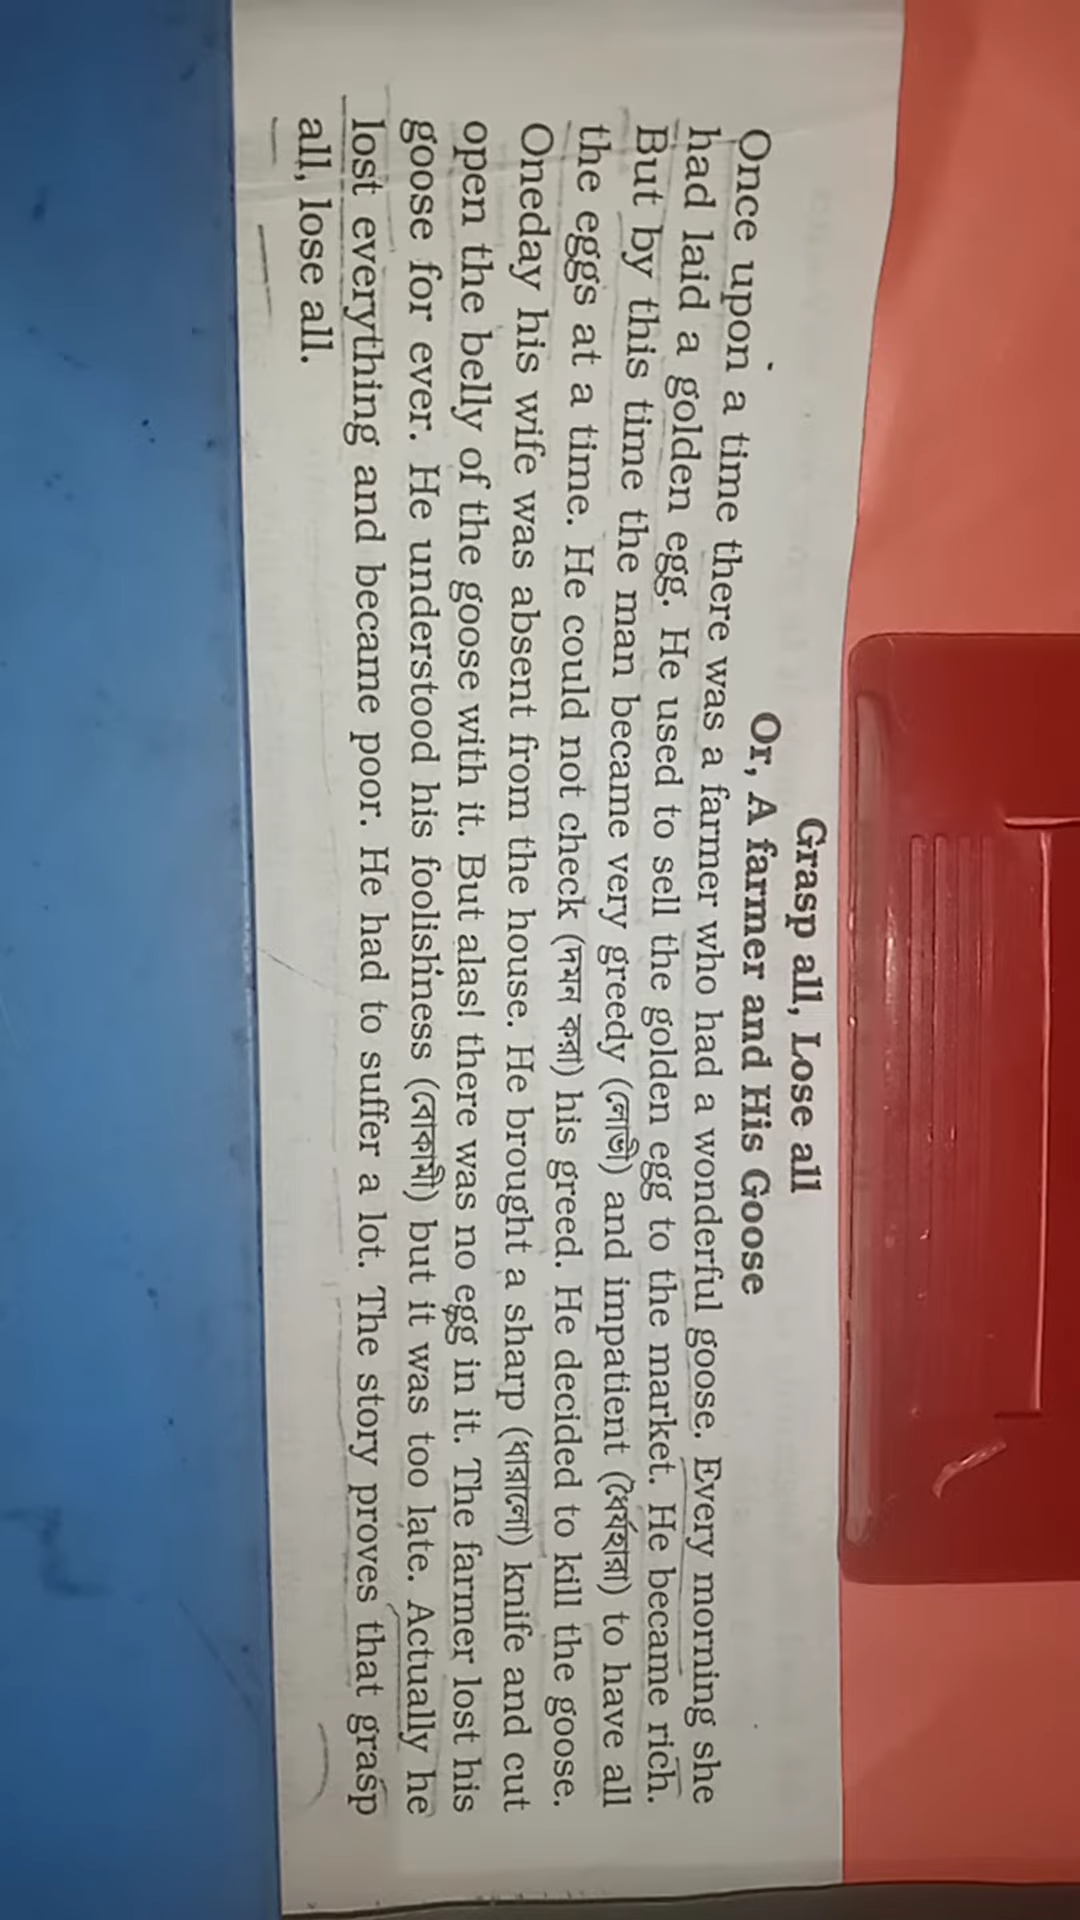 Grasp all, Lose all
Or, A farmer and His Goose
Once upon a time there was a farmer who had a wonderful goose. Every morning she
had laid a golden egg. He used to sell the golden egg to the market. He became rich.
But by this time the man became very greedy (লোভী) and impatient (ধৈর্যহারা) to have all
the eggs at a time. He could not check (দমন করা) his greed. He decided to kill the goose.
Oneday his wife was absent from the house. He brought a sharp (ধারালো) knife and cut
open the belly of the goose with it. But alas! there was no egg in it. The farmer lost his
goose for ever. He understood his foolishness (বোকামী) but it was too late. Actually he
lost everything and became poor. He had to suffer a lot. The story proves that grasp
all, lose all.